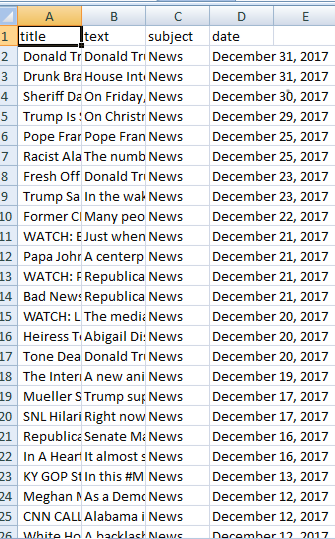 A B C D E
1 title text subject date
2 Donald Tr Donald Tru News December 31, 2017
3 Drunk Bra House Inte News December 31, 2017
4 Sheriff Da On Friday, News December 30, 2017
5 Trump Is On Christn News December 29, 2017
6 Pope Fran Pope Fran News December 25, 2017
7 Racist Ala The numb News December 25, 2017
8 Fresh Off Donald Tru News December 23, 2017
9 Trump Sa In the wak News December 23, 2017
10 Former Cl Many peo News December 22, 2017
11 WATCH: B Just when News December 21, 2017
12 Papa John A centerp News December 21, 2017
13 WATCH: P Republica News December 21, 2017
14 Bad News Republica News December 21, 2017
15 WATCH: L The media News December 20, 2017
16 Heiress T Abigail Di News December 20, 2017
17 Tone Dea Donald Tru News December 20, 2017
18 The Inter A new ani News December 19, 2017
19 Mueller S Trump sup News December 17, 2017
20 SNL Hilari Right now News December 17, 2017
21 Republica Senate Ma News December 16, 2017
22 In A Heart It almost s News December 16, 2017
23 KY GOP St In this #M News December 13, 2017
24 Meghan M As a Demo News December 12, 2017
25 CNN CALL Alabama i News December 12, 2017
26 White Ho A backlash News December 12, 2017